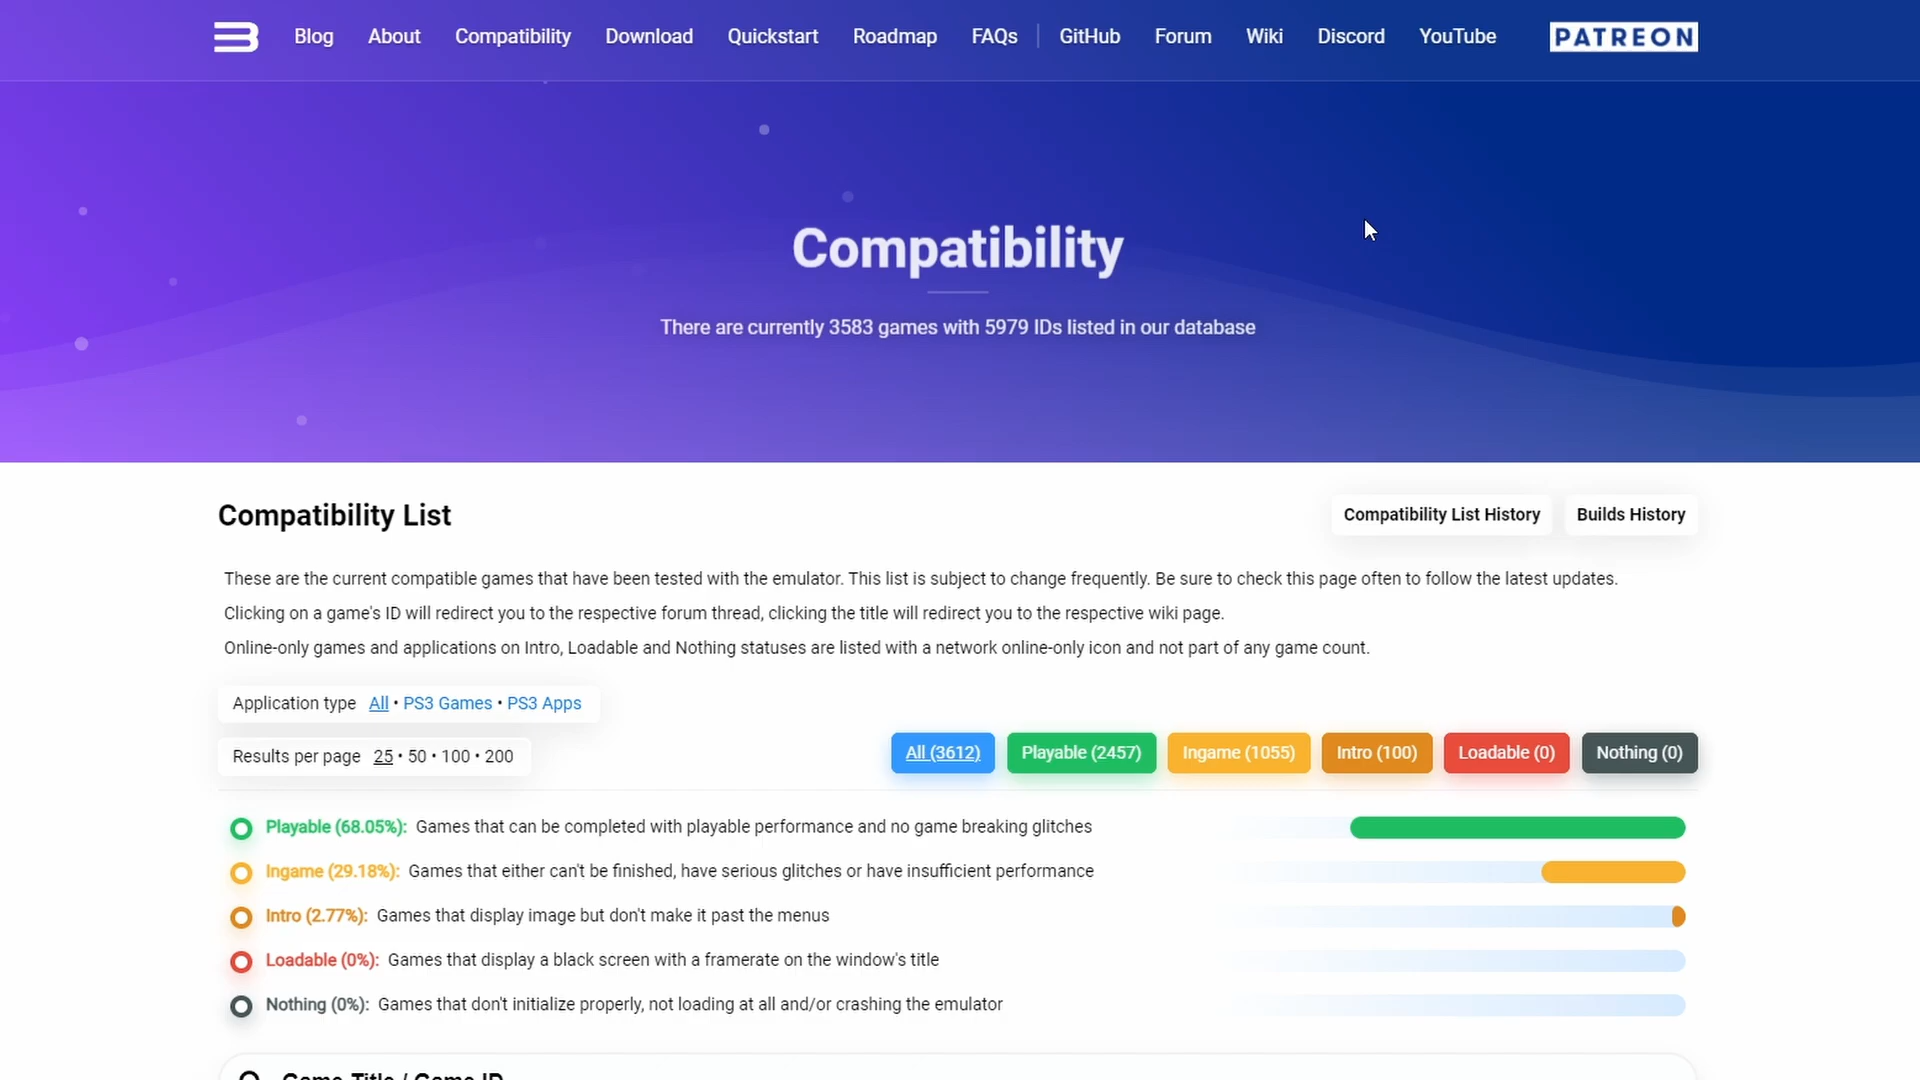 Blog About Compatibility Download Quickstart Roadmap FAQs GitHub Forum Wiki Discord YouTube PATREON
Compatibility
There are currently 3583 games with 5979 IDs listed in our database
Compatibility List
Compatibility List History Builds History
These are the current compatible games that have been tested with the emulator. This list is subject to change frequently. Be sure to check this page often to follow the latest updates.
Clicking on a game's ID will redirect you to the respective forum thread, clicking the title will redirect you to the respective wiki page.
Online-only games and applications on Intro, Loadable and Nothing statuses are listed with a network online-only icon and not part of any game count.
Application type All • PS3 Games • PS3 Apps
Results per page 25 • 50 • 100 • 200
All (3612) Playable (2457) Ingame (1055) Intro (100) Loadable (0) Nothing (0)
Playable (68.05%): Games that can be completed with playable performance and no game breaking glitches
Ingame (29.18%): Games that either can't be finished, have serious glitches or have insufficient performance
Intro (2.77%): Games that display image but don't make it past the menus
Loadable (0%): Games that display a black screen with a framerate on the window's title
Nothing (0%): Games that don't initialize properly, not loading at all and/or crashing the emulator
Game Title / Game ID